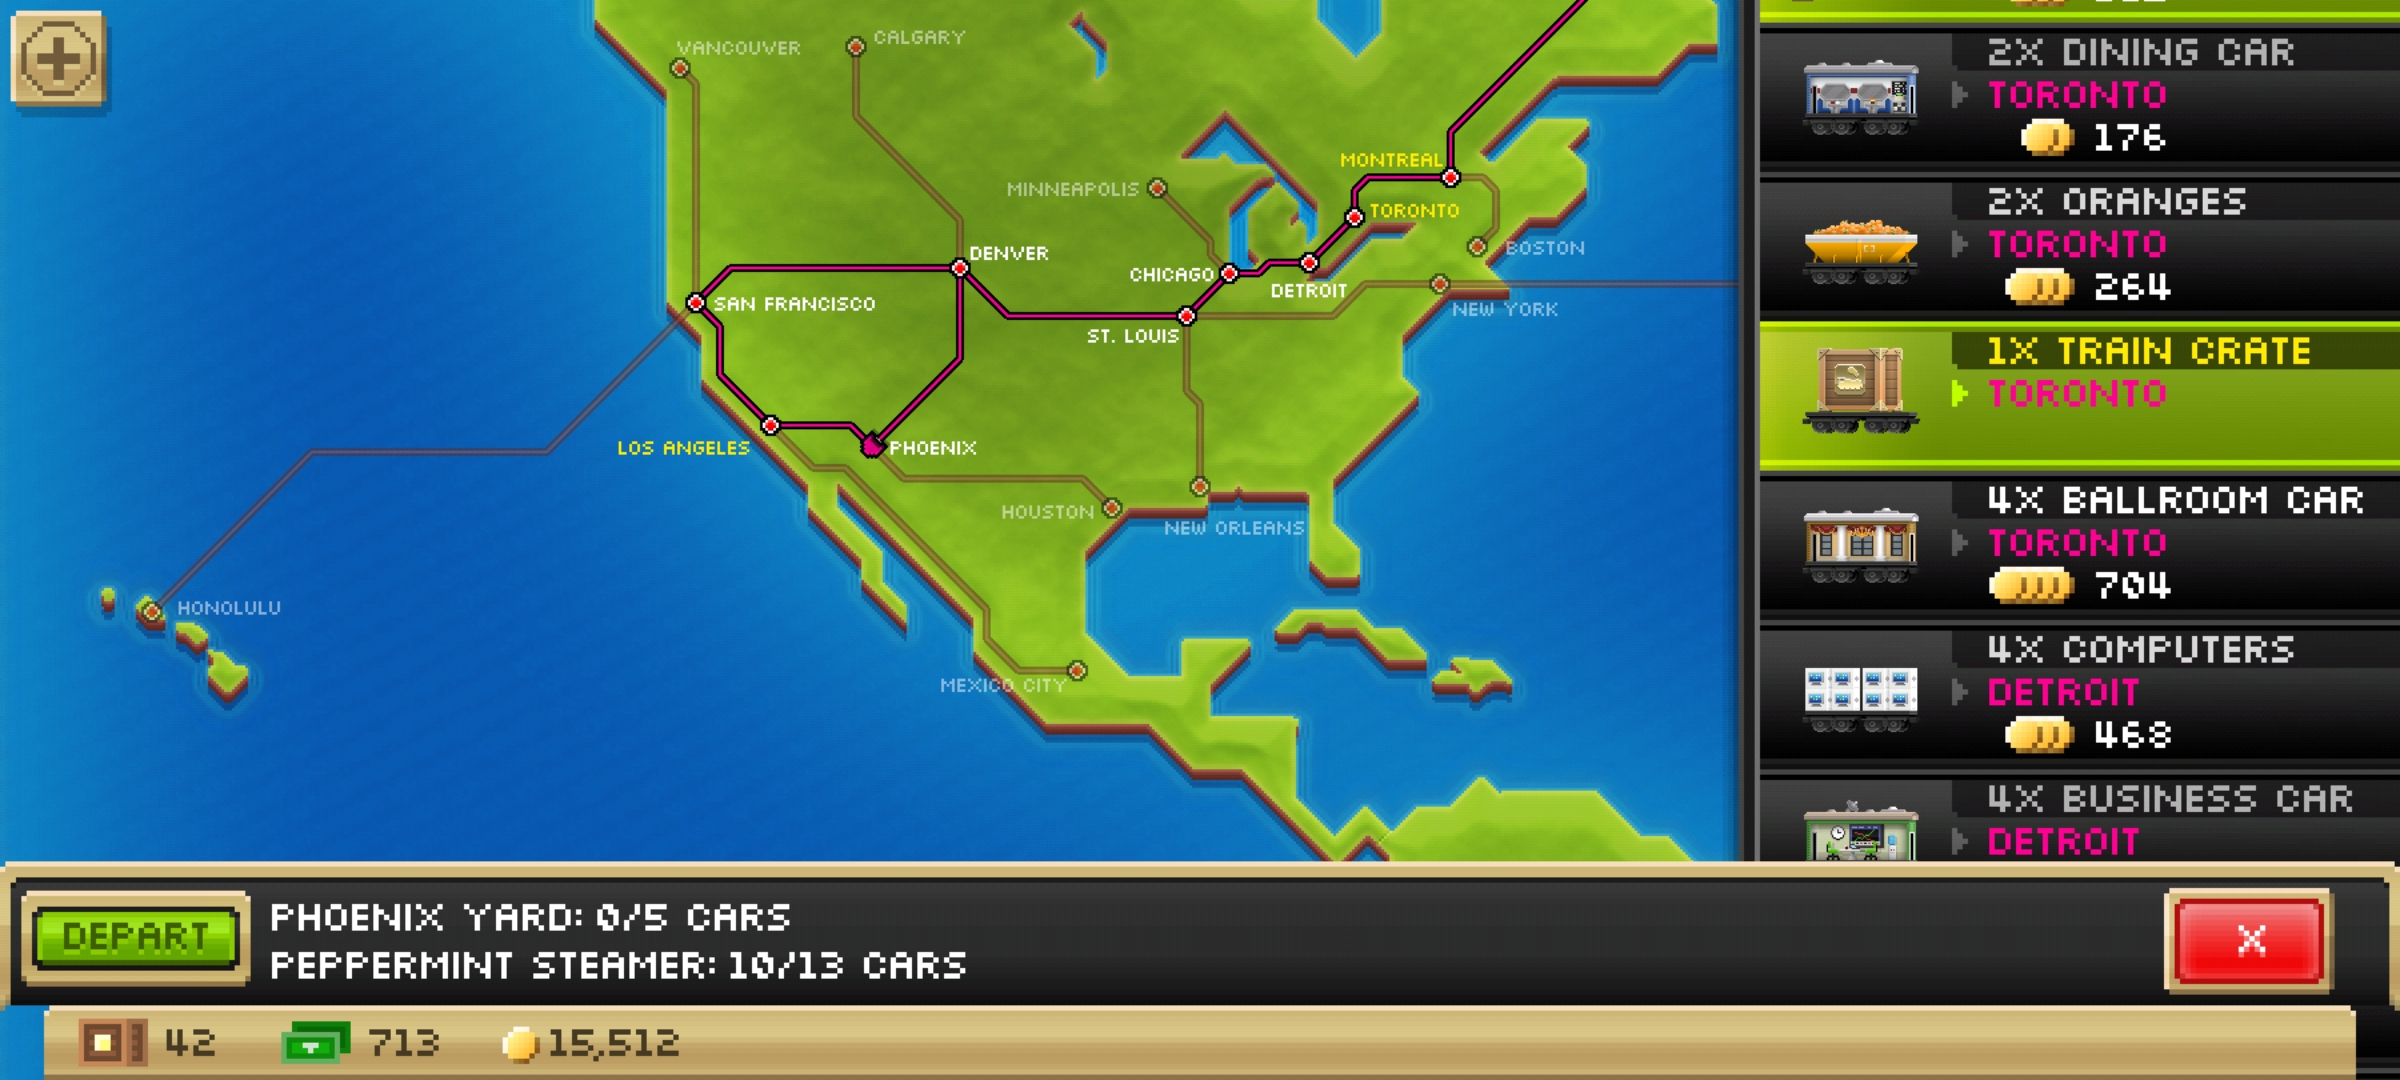 VANCOUVER
CALGARY
MINNEAPOLIS
MONTREAL
TORONTO
BOSTON
DENVER
CHICAGO
DETROIT
NEW YORK
SAN FRANCISCO
ST. LOUIS
LOS ANGELES
PHOENIX
HOUSTON
NEW ORLEANS
HONOLULU
MEXICO CITY
2X DINING CAR
TORONTO
176
2X ORANGES
TORONTO
264
1X TRAIN CRATE
TORONTO
4X BALLROOM CAR
TORONTO
704
4X COMPUTERS
DETROIT
468
4X BUSINESS CAR
DETROIT
DEPART
PHOENIX YARD: 0/5 CARS
PEPPERMINT STEAMER: 10/13 CARS
X
42
713
15,512